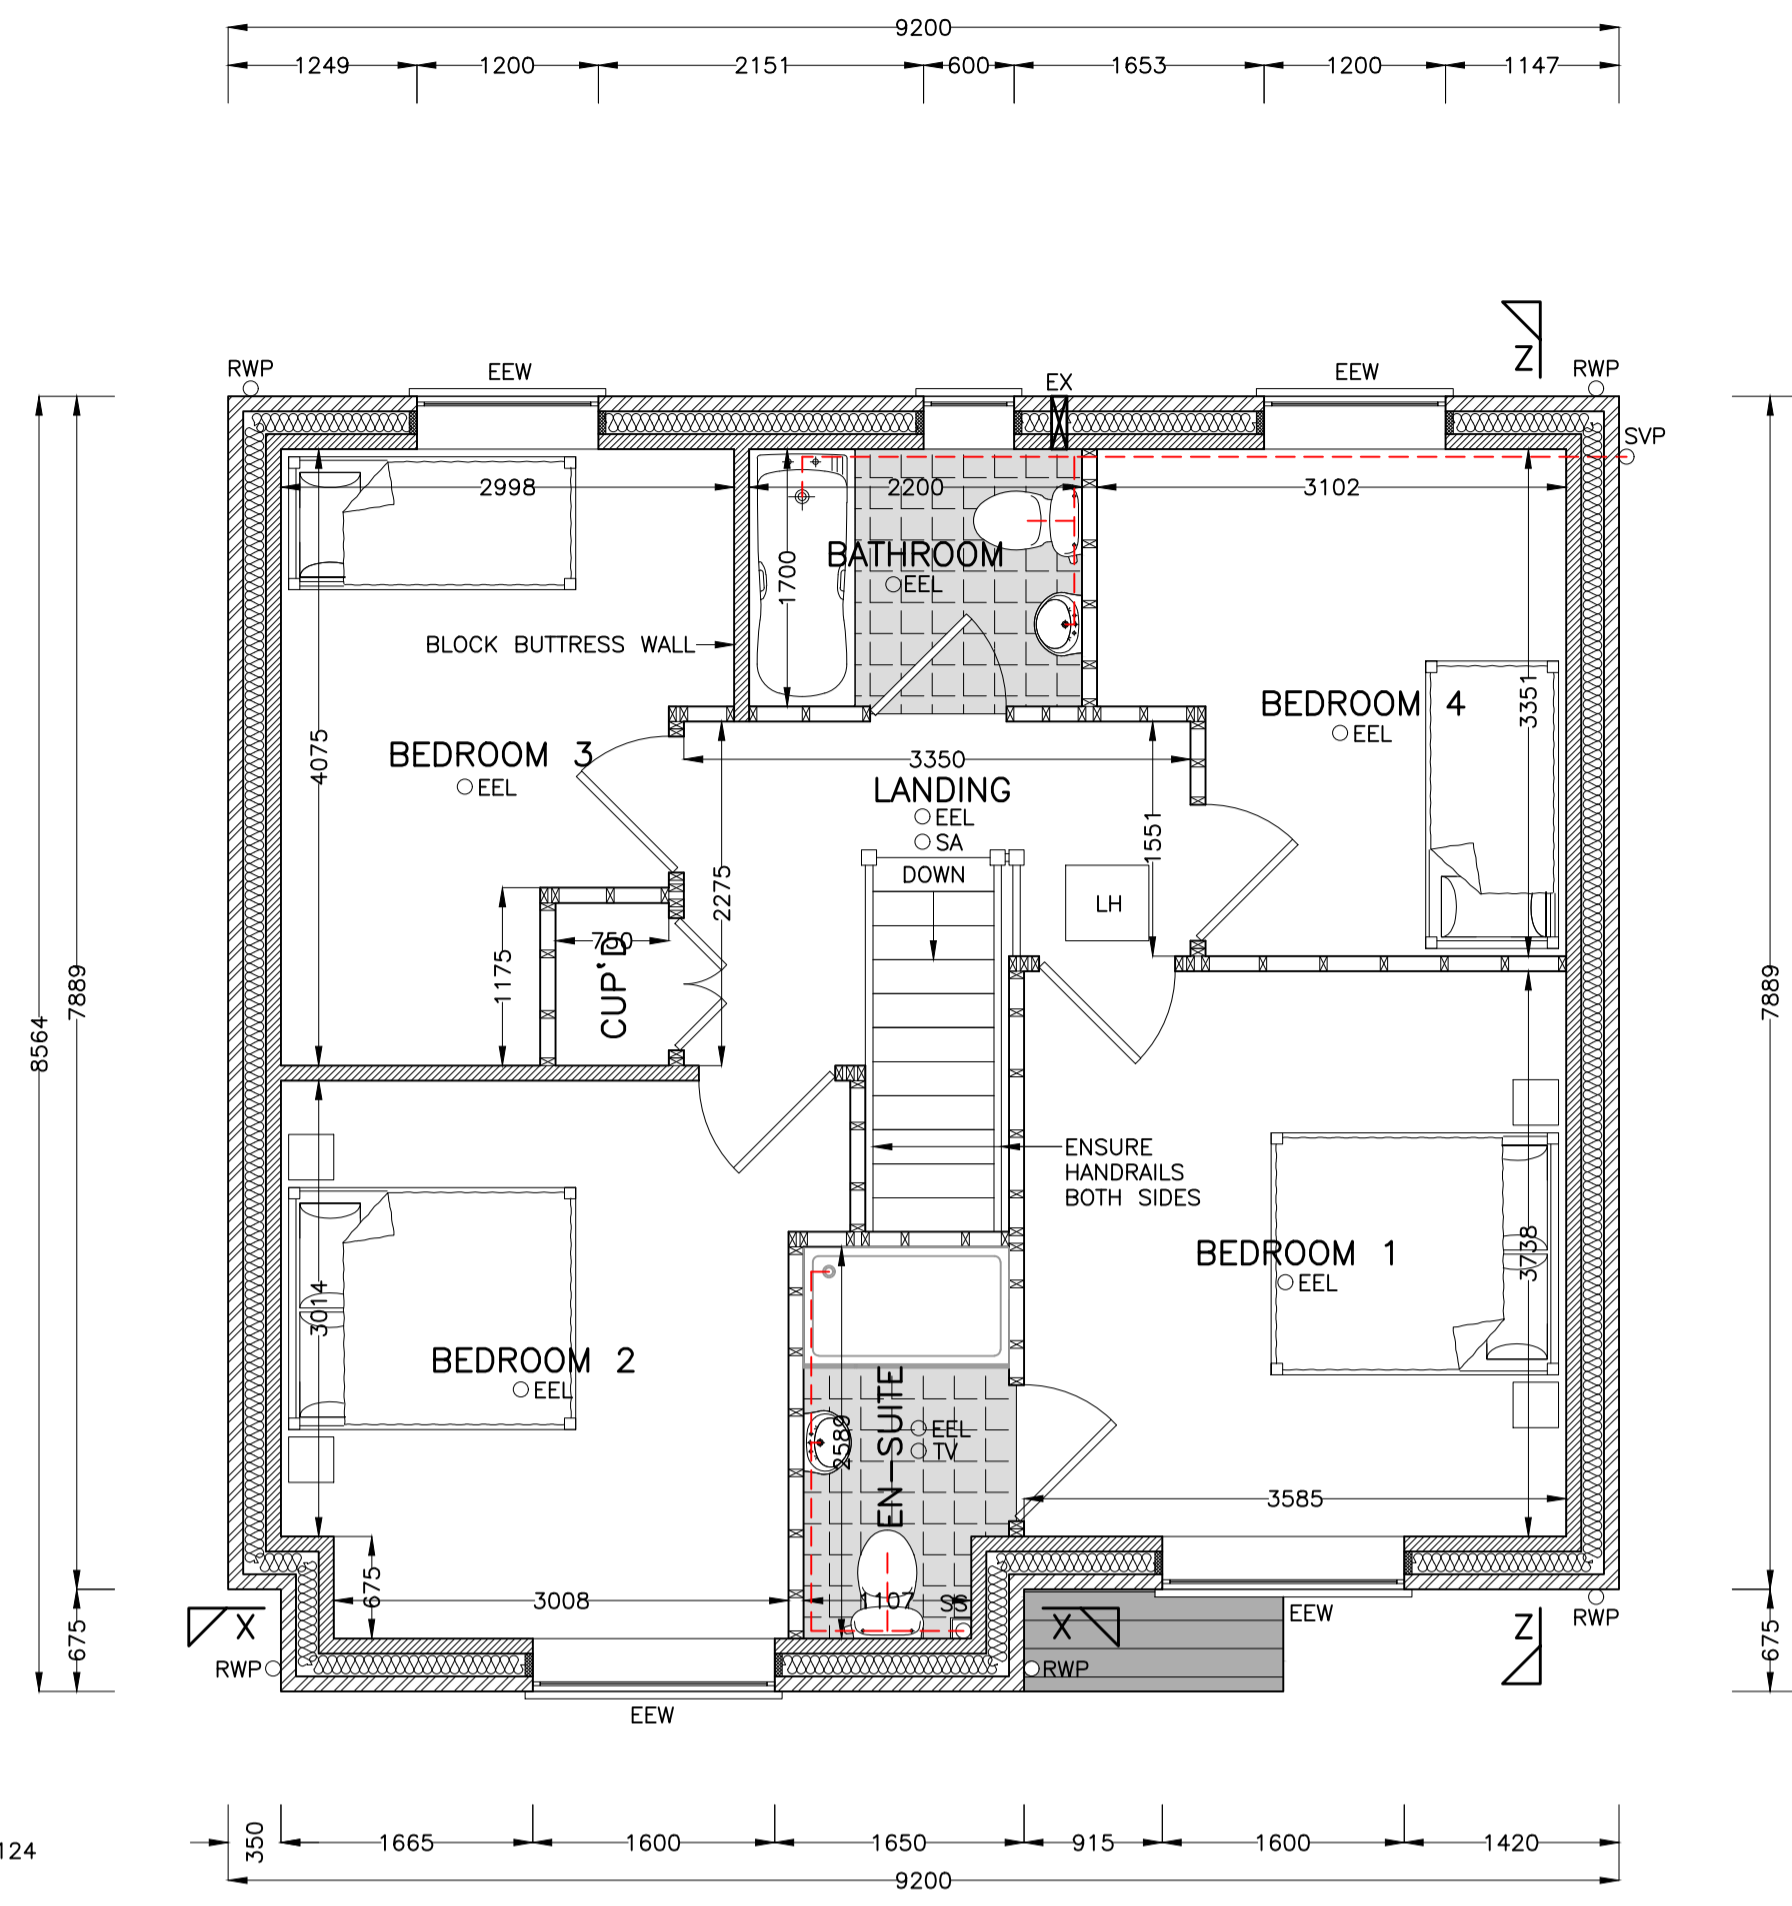 9200
1249 1200 2151 600 1653 1200 1147
Z
RWP EEW EX EEW RWP
SVP
2998 2200 3102
BATHROOM
EEL
1700
BLOCK BUTTRESS WALL
BEDROOM 4
EEL
3351
4075
BEDROOM 3
EEL
3350
LANDING
EEL
SA
1551
DOWN
LH
2275
750
CUP'D
1175
7889
8564
7889
ENSURE
HANDRAILS
BOTH SIDES
BEDROOM 1
EEL
3738
3014
BEDROOM 2
EEL
EN-SUITE
2589
EEL
TV
3585
675
3008
1107
SS
X
X
EEW
RWP
Z
675
675
RWP
RWP
EEW
124
350 1665 1600 1650 915 1600 1420
9200